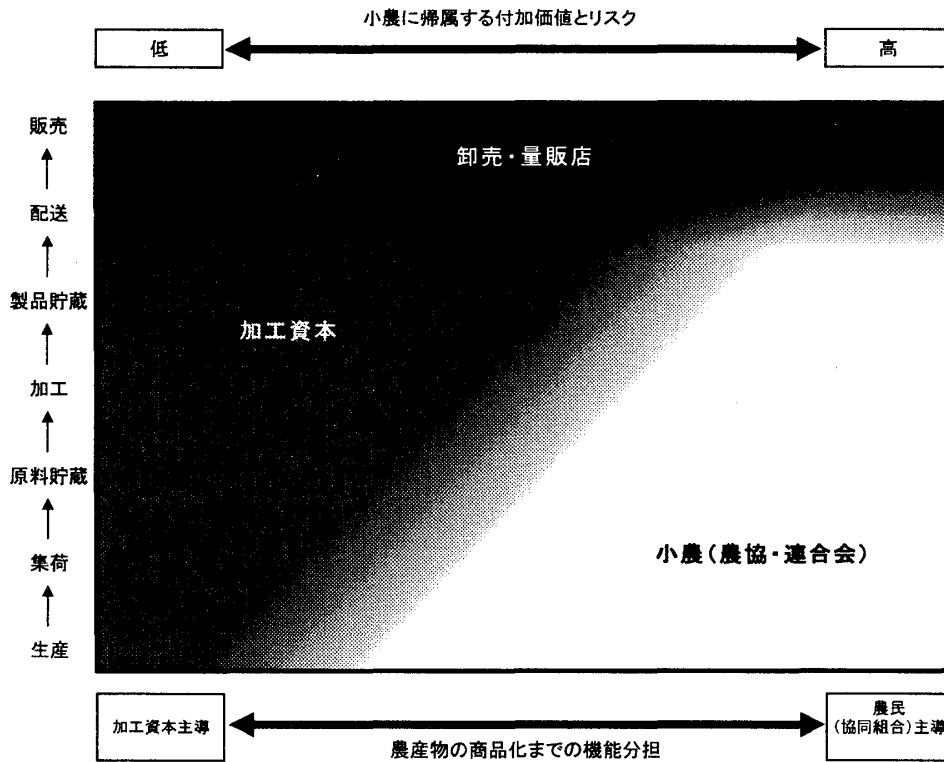 小農に帰属する付加価値とリスク
低
高
販売
配送
製品貯蔵
加工
原料貯蔵
集荷
生産
卸売・量販店
加工資本
小農(農協・連合会)
加工資本主導
農民
(協同組合)主導
農産物の商品化までの機能分担